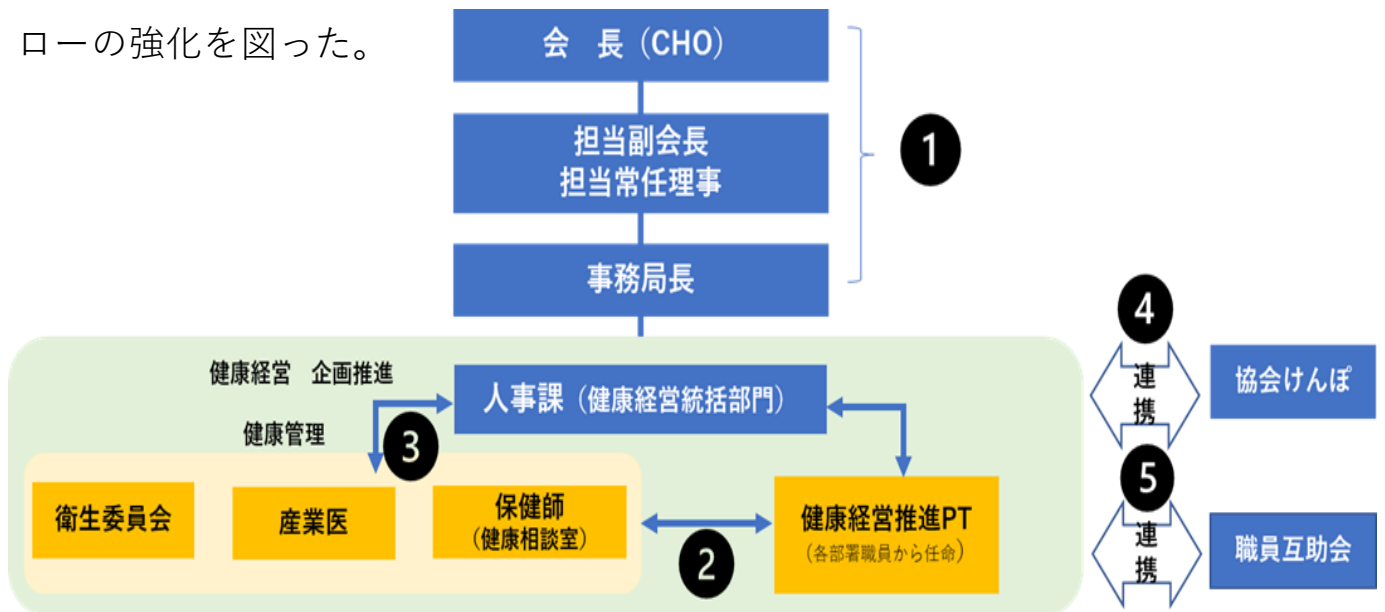 ローの強化を図った。
会 長(CHO)
担当副会長
担当常任理事
1
事務局長
健康経営 企画推進
人事課(健康経営統括部門)
健康管理
3
衛生委員会
産業医
保健師
(健康相談室)
2
健康経営推進PT
(各部署職員から任命)
4
連
携
協会けんぽ
5
連
携
職員互助会